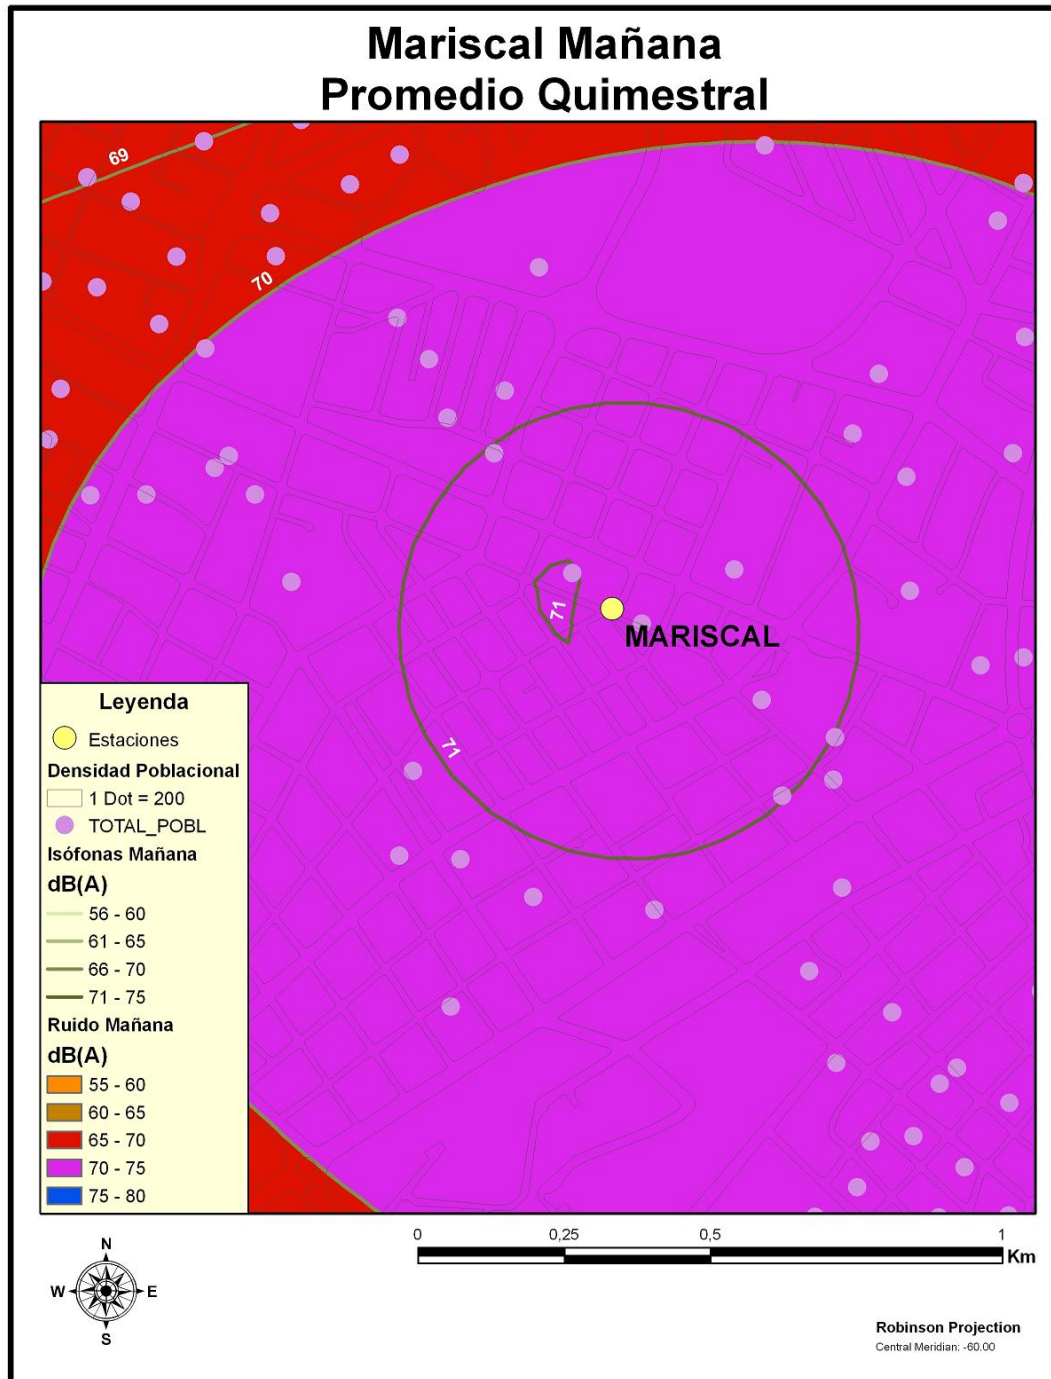 Mariscal Mañana
Promedio Quimestral
69
70
71
MARISCAL
71
Leyenda
Estaciones
Densidad Poblacional
1 Dot = 200
TOTAL_POBL
Isófonas Mañana
dB(A)
56 - 60
61 - 65
66 - 70
71 - 75
Ruido Mañana
dB(A)
55 - 60
60 - 65
65 - 70
70 - 75
75 - 80
N
W E
S
0 0,25 0,5 1
Km
Robinson Projection
Central Meridian: -60.00